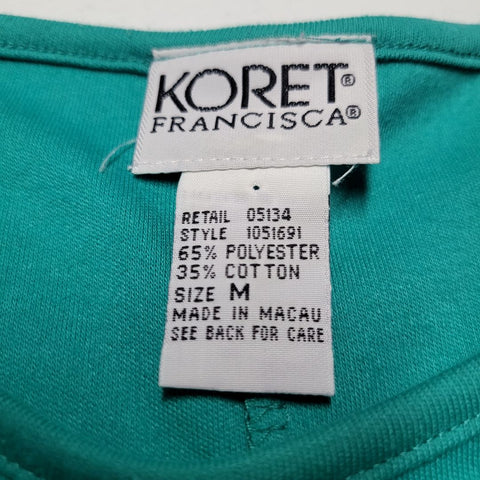 KORET®
FRANCISCA®
RETAIL 05134
STYLE 1051691
65% POLYESTER
35% COTTON
SIZE M
MADE IN MACAU
SEE BACK FOR CARE